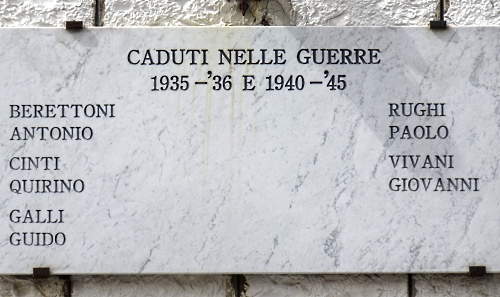 CADUTI NELLE GUERRE
1935-'36 E 1940-'45
BERETTONI
ANTONIO
CINTI
QUIRINO
GALLI
GUIDO
RUGHI
PAOLO
VIVANI
GIOVANNI